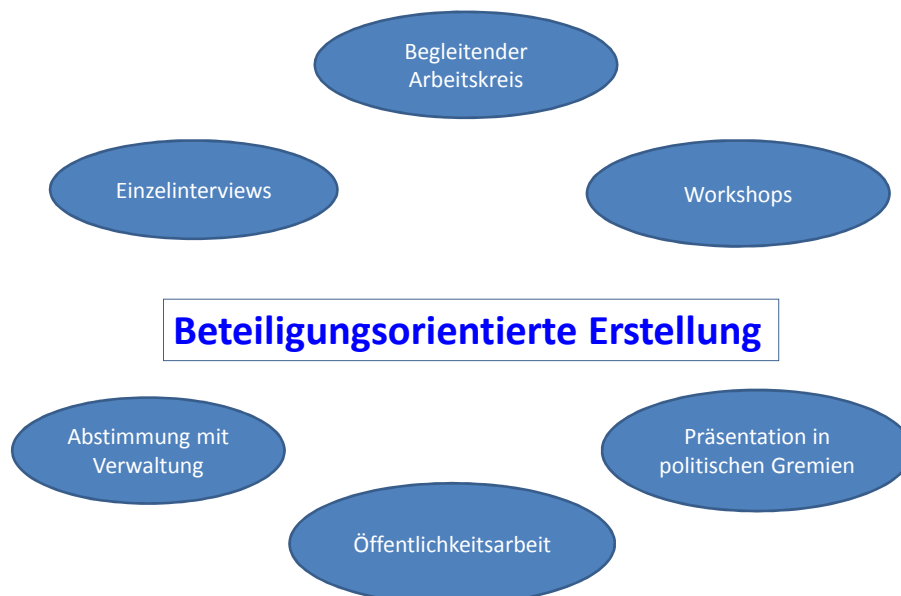 Begleitender
Arbeitskreis
Einzelinterviews
Workshops
Beteiligungsorientierte Erstellung
Abstimmung mit
Verwaltung
Präsentation in
politischen Gremien
Öffentlichkeitsarbeit